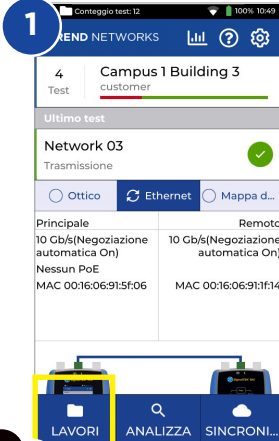 1
Conteggio test: 12
100% 10:49
REND NETWORKS
4
Test
Campus 1 Building 3
customer
Ultimo test
Network 03
Trasmissione
Ottico
Ethernet
Mappa d...
Principale
Remoto
10 Gb/s(Negoziazione
automatica On)
10 Gb/s(Negoziazione
automatica On)
Nessun PoE
MAC 00:16:06:91:5f:06
MAC 00:16:06:91:1f:14
LAVORI
ANALIZZA
SINCRONI...